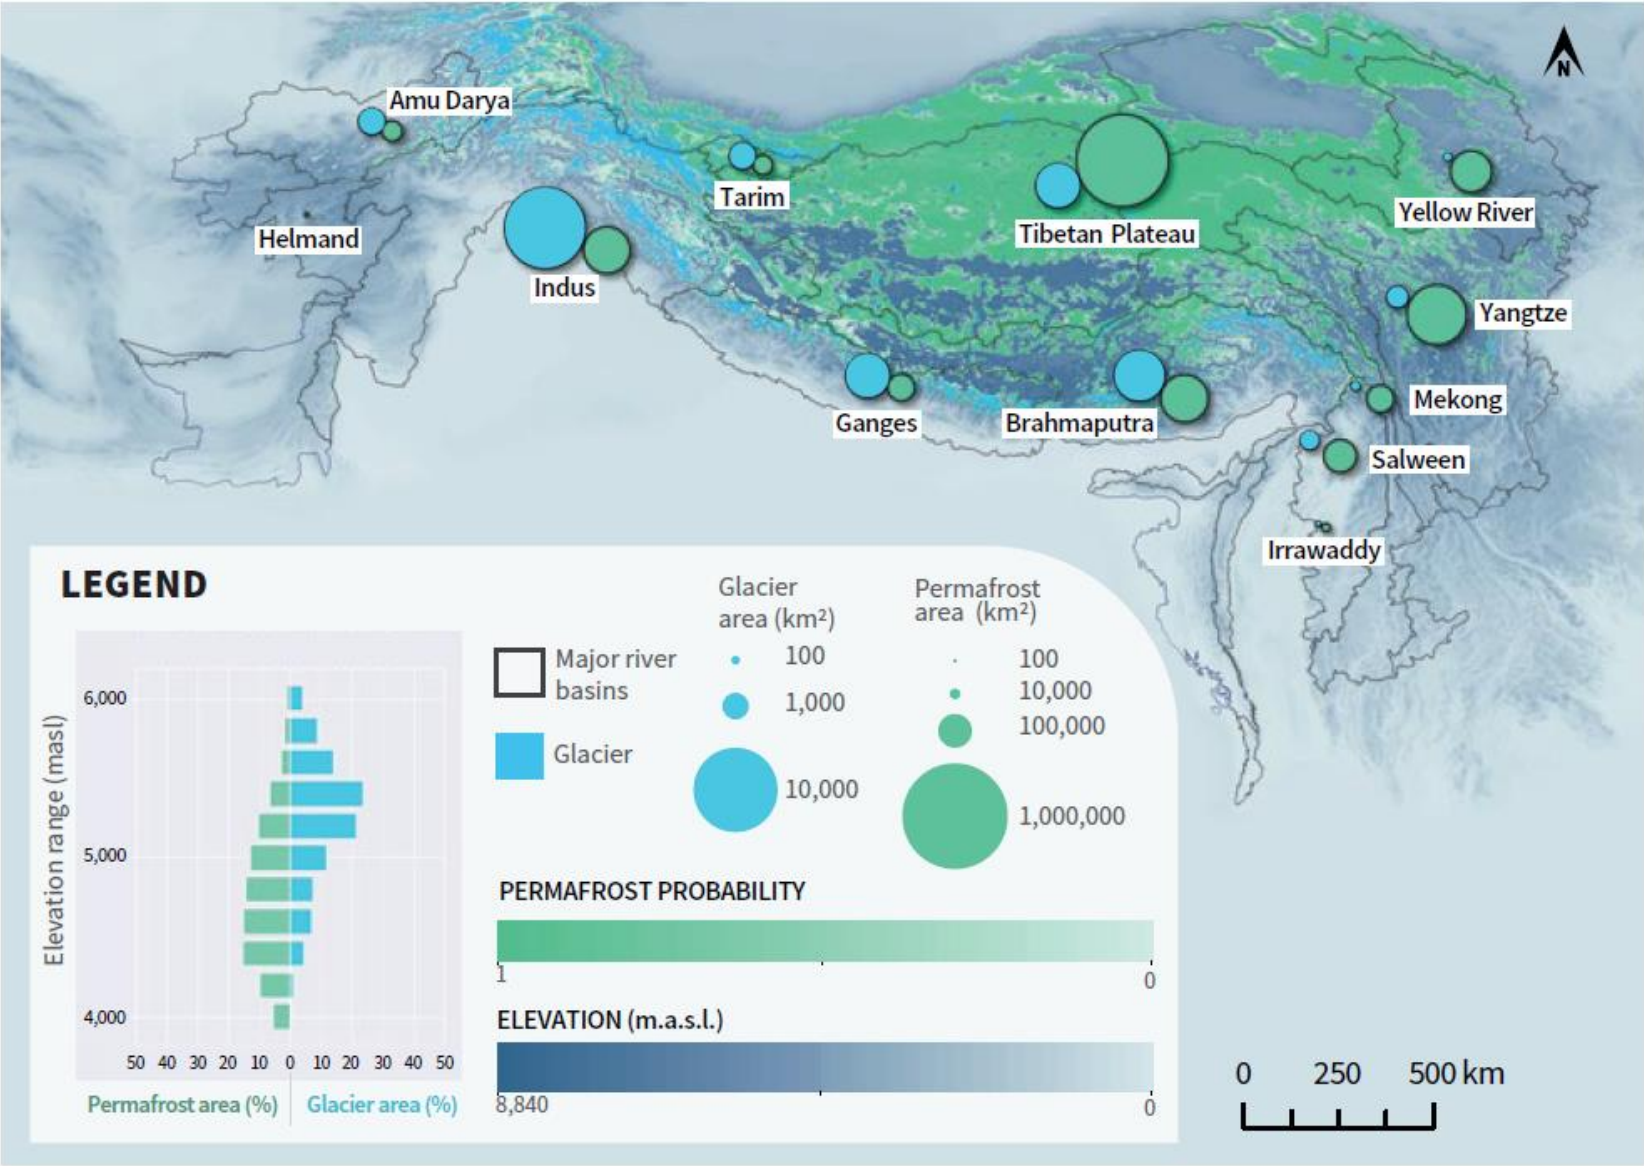 N
Amu Darya
Tarim
Helmand
Indus
Tibetan Plateau
Yellow River
Yangtze
Ganges
Brahmaputra
Mekong
Salween
Irrawaddy
LEGEND
Elevation range (masl)
6,000
5,000
4,000
50 40 30 20 10 0 10 20 30 40 50
Permafrost area (%)
Glacier area (%)
Major river
basins
Glacier
Glacier
area (km²)
100
1,000
10,000
Permafrost
area (km²)
100
10,000
100,000
1,000,000
PERMAFROST PROBABILITY
1 0
ELEVATION (m.a.s.l.)
8,840 0
0 250 500 km